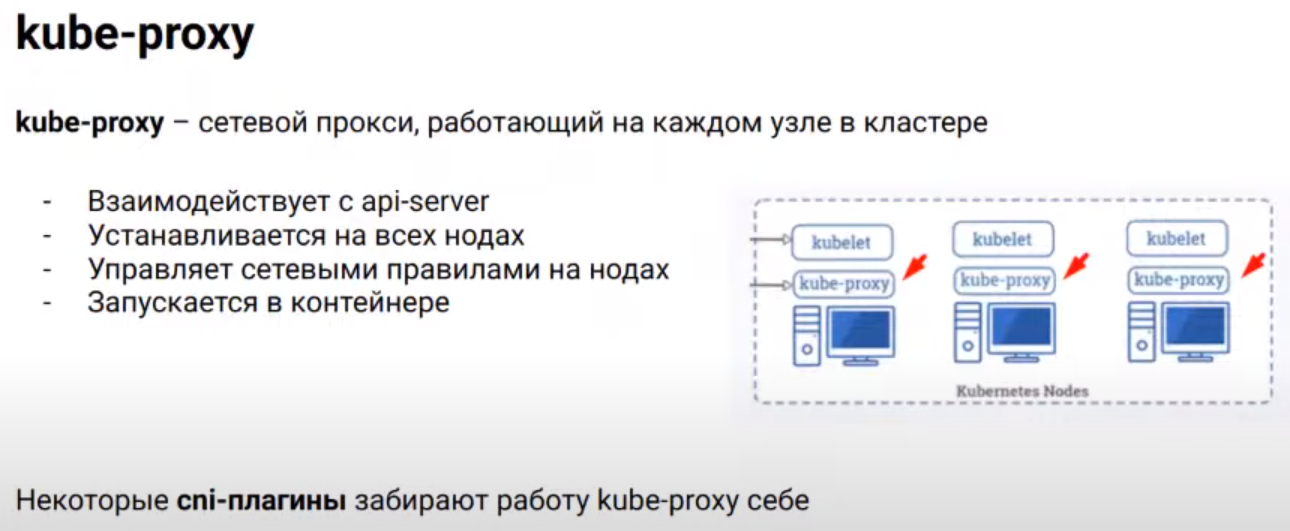 kube-proxy
kube-proxy – сетевой прокси, работающий на каждом узле в кластере
- Взаимодействует с api-server
- Устанавливается на всех нодах
- Управляет сетевыми правилами на нодах
- Запускается в контейнере
kubelet
kubelet
kubelet
kube-proxy
kube-proxy
kube-proxy
Kubernetes Nodes
Некоторые cni-плагины забирают работу kube-proxy себе